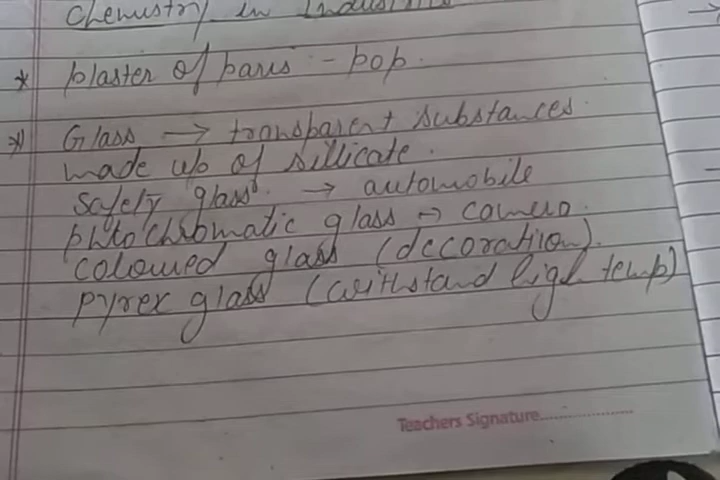 Chemistry in Industries
* plaster of paris - pop.
* Glass → transparent substances
made up of sillicate.
safety glass. → automobile
photochromatic glass → camera.
coloured glass (decoration).
pyrex glass (withstand high temp)
Teachers Signature......................